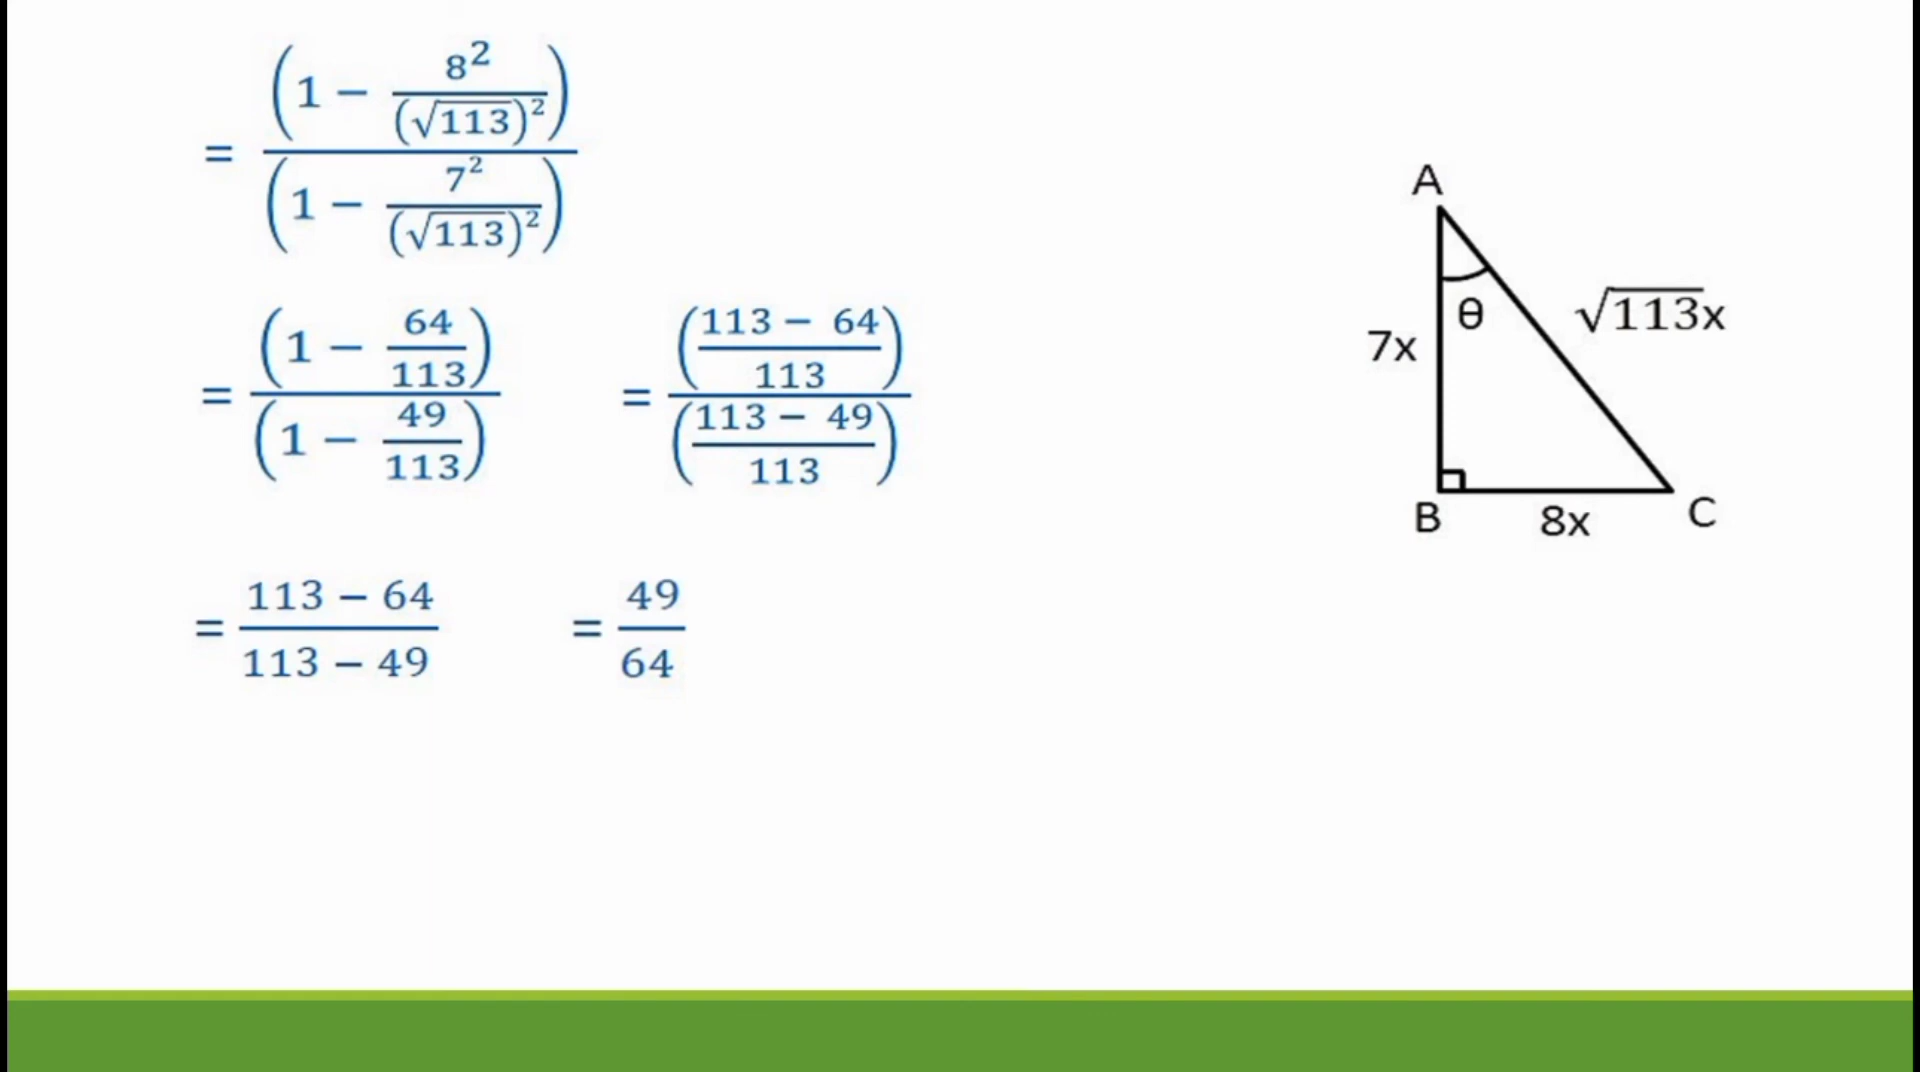 = (1 − 8²/(√113)²) / (1 − 7²/(√113)²)
= (1 − 64/113) / (1 − 49/113) = ((113 − 64)/113) / ((113 − 49)/113)
= (113 − 64)/(113 − 49) = 49/64
A
θ
√113x
7x
B
8x
C